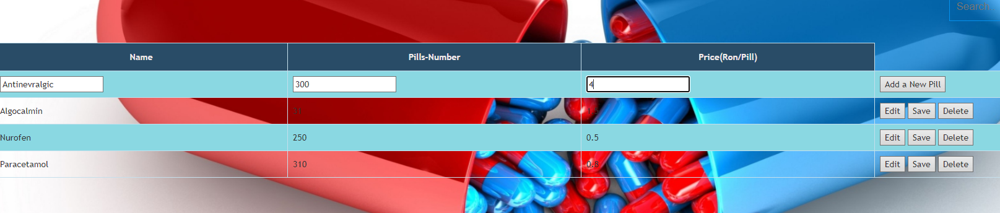 Search
Name Pills-Number Price(Ron/Pill)
Antinevralgic 300 4 Add a New Pill
Algocalmin 31 Edit Save Delete
Nurofen 250 0.5 Edit Save Delete
Paracetamol 310 0.8 Edit Save Delete